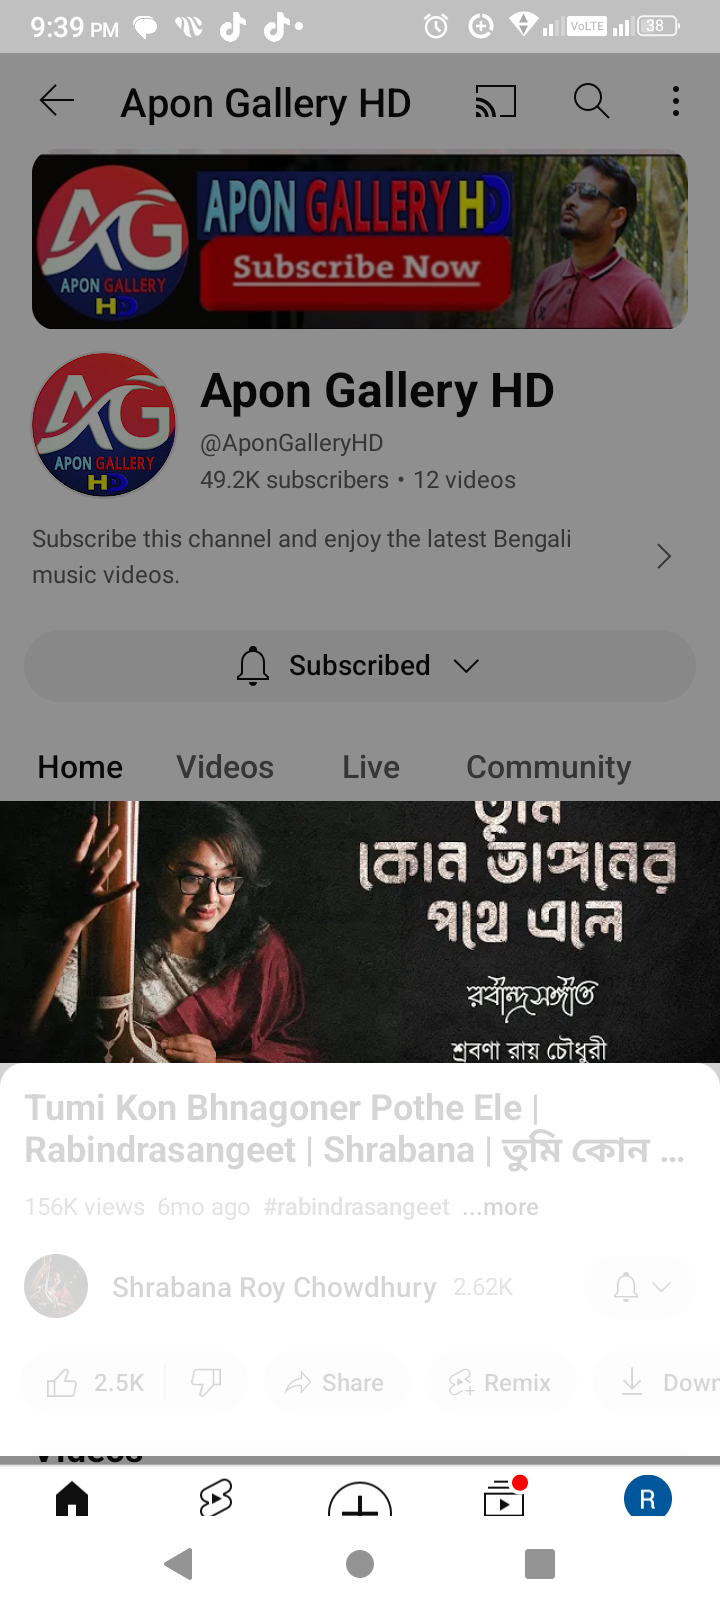 9:39 PM
VoLTE
38
Apon Gallery HD
AG
APON GALLERY
HD
APON GALLERY HD
Subscribe Now
AG
APON GALLERY
HD
Apon Gallery HD
@AponGalleryHD
49.2K subscribers • 12 videos
Subscribe this channel and enjoy the latest Bengali
music videos.
Subscribed
Home Videos Live Community
তুমি
কোন ভাঙ্গনের
পথে এলে
রবীন্দ্রসঙ্গীত
শ্রবণা রায় চৌধুরী
Tumi Kon Bhnagoner Pothe Ele |
Rabindrasangeet | Shrabana | তুমি কোন ...
156K views 6mo ago #rabindrasangeet ...more
Shrabana Roy Chowdhury 2.62K
2.5K Share Remix Down
Videos
R